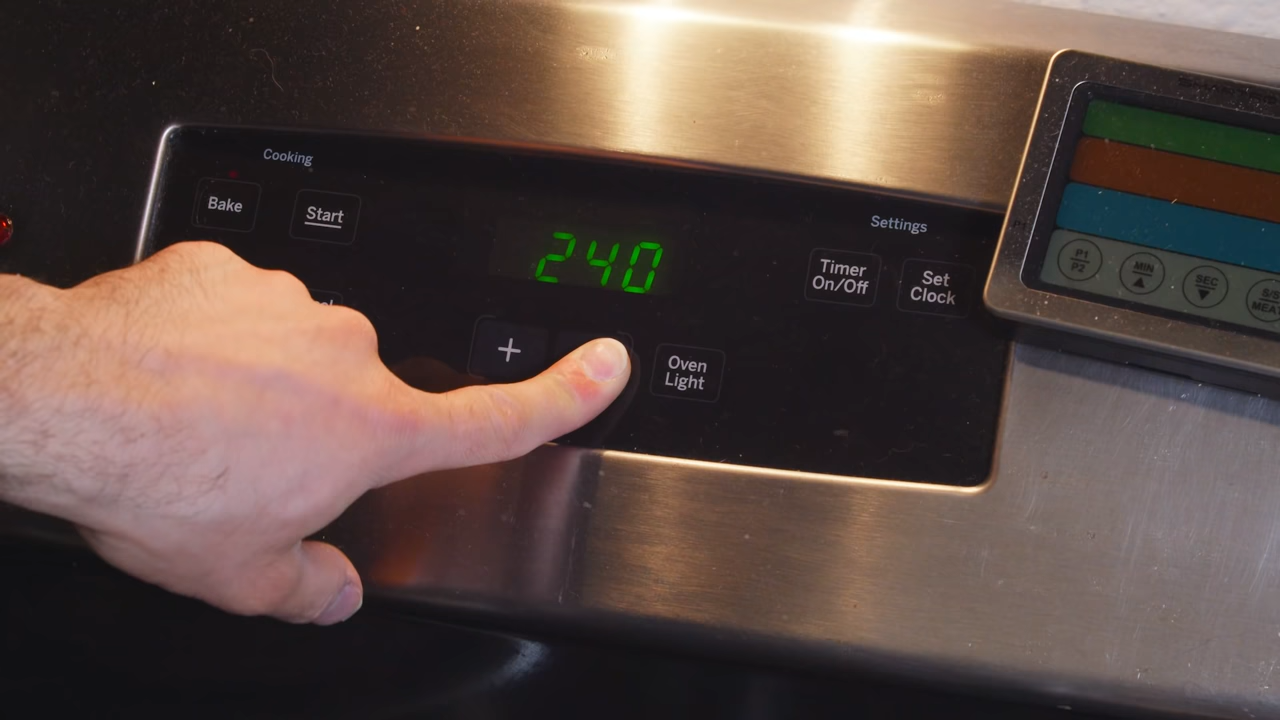 Cooking
Bake
Start
240
+
Oven
Light
Settings
Timer
On/Off
Set
Clock
P1
P2
MIN
SEC